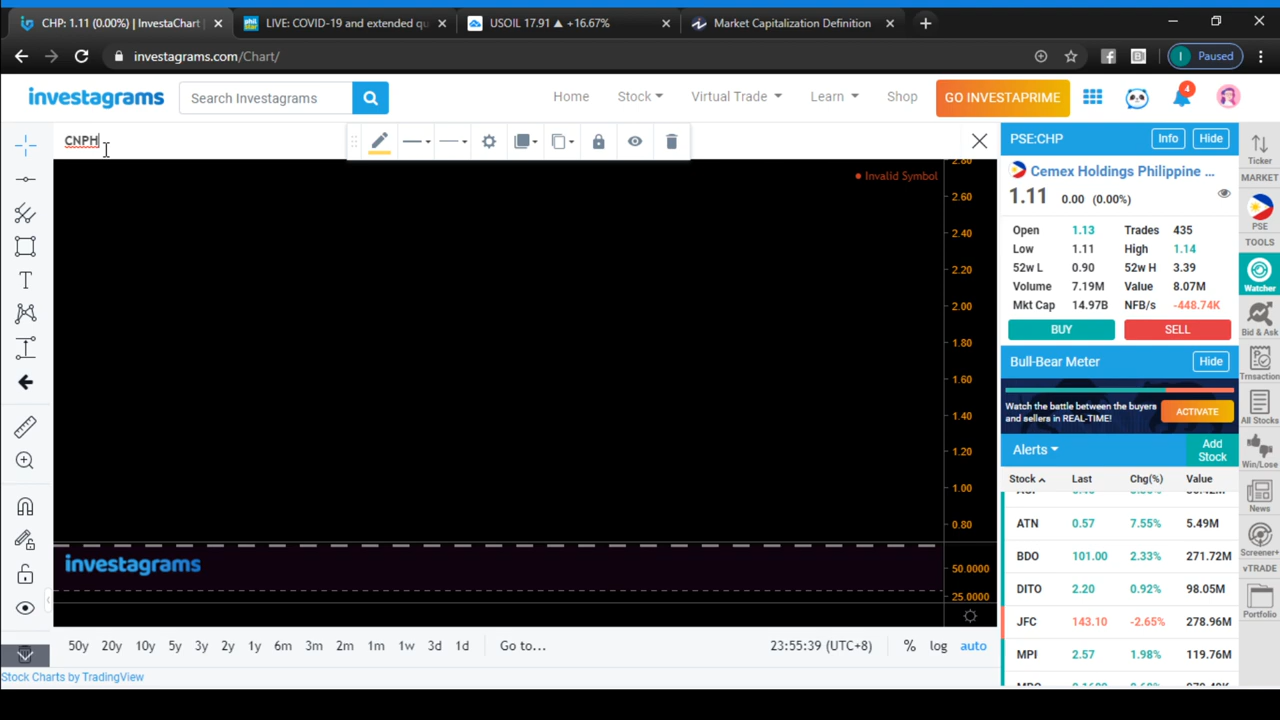 CHP: 1.11 (0.00%) | InvestaChart
LIVE: COVID-19 and extended qu
USOIL 17.91 ▲ +16.67%
Market Capitalization Definition
investagrams.com/Chart/
Paused
investagrams
Search Investagrams
Home
Stock
Virtual Trade
Learn
Shop
GO INVESTAPRIME
4
CNPH
Invalid Symbol
2.80
2.60
2.40
2.20
2.00
1.80
1.60
1.40
1.20
1.00
0.80
50.0000
25.0000
investagrams
50y 20y 10y 5y 3y 2y 1y 6m 3m 2m 1m 1w 3d 1d Go to...
23:55:39 (UTC+8) % log auto
Stock Charts by TradingView
PSE:CHP Info Hide
Cemex Holdings Philippine ...
1.11 0.00 (0.00%)
Open 1.13 Trades 435
Low 1.11 High 1.14
52w L 0.90 52w H 3.39
Volume 7.19M Value 8.07M
Mkt Cap 14.97B NFB/s -448.74K
BUY SELL
Bull-Bear Meter Hide
Watch the battle between the buyers
and sellers in REAL-TIME!
ACTIVATE
Alerts
Add
Stock
Stock Last Chg(%) Value
ATN 0.57 7.55% 5.49M
BDO 101.00 2.33% 271.72M
DITO 2.20 0.92% 98.05M
JFC 143.10 -2.65% 278.96M
MPI 2.57 1.98% 119.76M
Ticker
MARKET
PSE
TOOLS
Watcher
Bid & Ask
Trnsaction
All Stocks
Win/Lose
News
Screener+
vTRADE
Portfolio